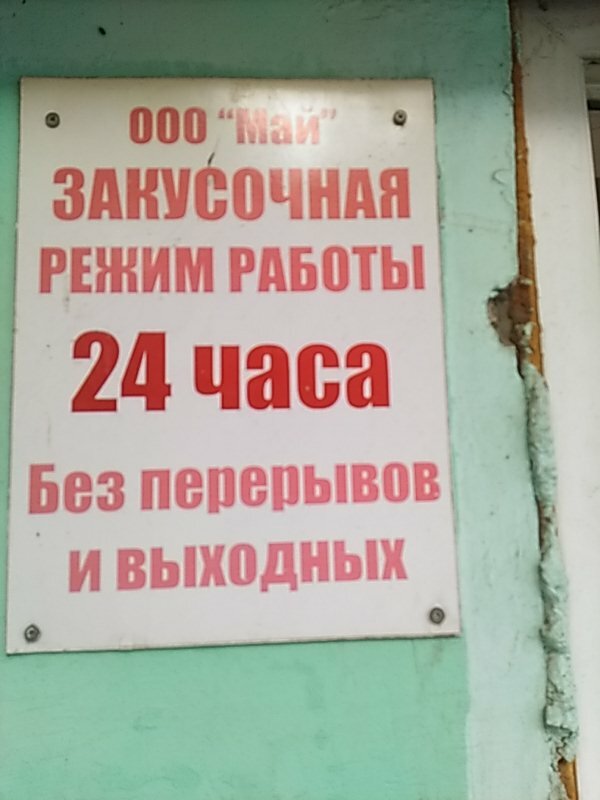 ООО "Май"
ЗАКУСОЧНАЯ
РЕЖИМ РАБОТЫ
24 часа
Без перерывов
и выходных